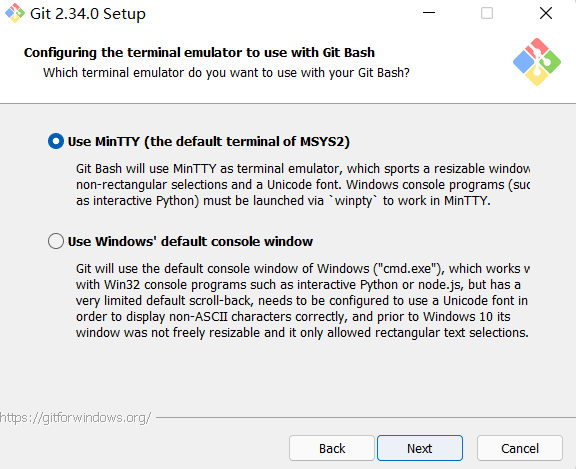 Git 2.34.0 Setup
Configuring the terminal emulator to use with Git Bash
Which terminal emulator do you want to use with your Git Bash?
Use MinTTY (the default terminal of MSYS2)
Git Bash will use MinTTY as terminal emulator, which sports a resizable window
non-rectangular selections and a Unicode font. Windows console programs (suc
as interactive Python) must be launched via `winpty` to work in MinTTY.
Use Windows' default console window
Git will use the default console window of Windows ("cmd.exe"), which works w
with Win32 console programs such as interactive Python or node.js, but has a
very limited default scroll-back, needs to be configured to use a Unicode font in
order to display non-ASCII characters correctly, and prior to Windows 10 its
window was not freely resizable and it only allowed rectangular text selections.
https://gitforwindows.org/
Back Next Cancel